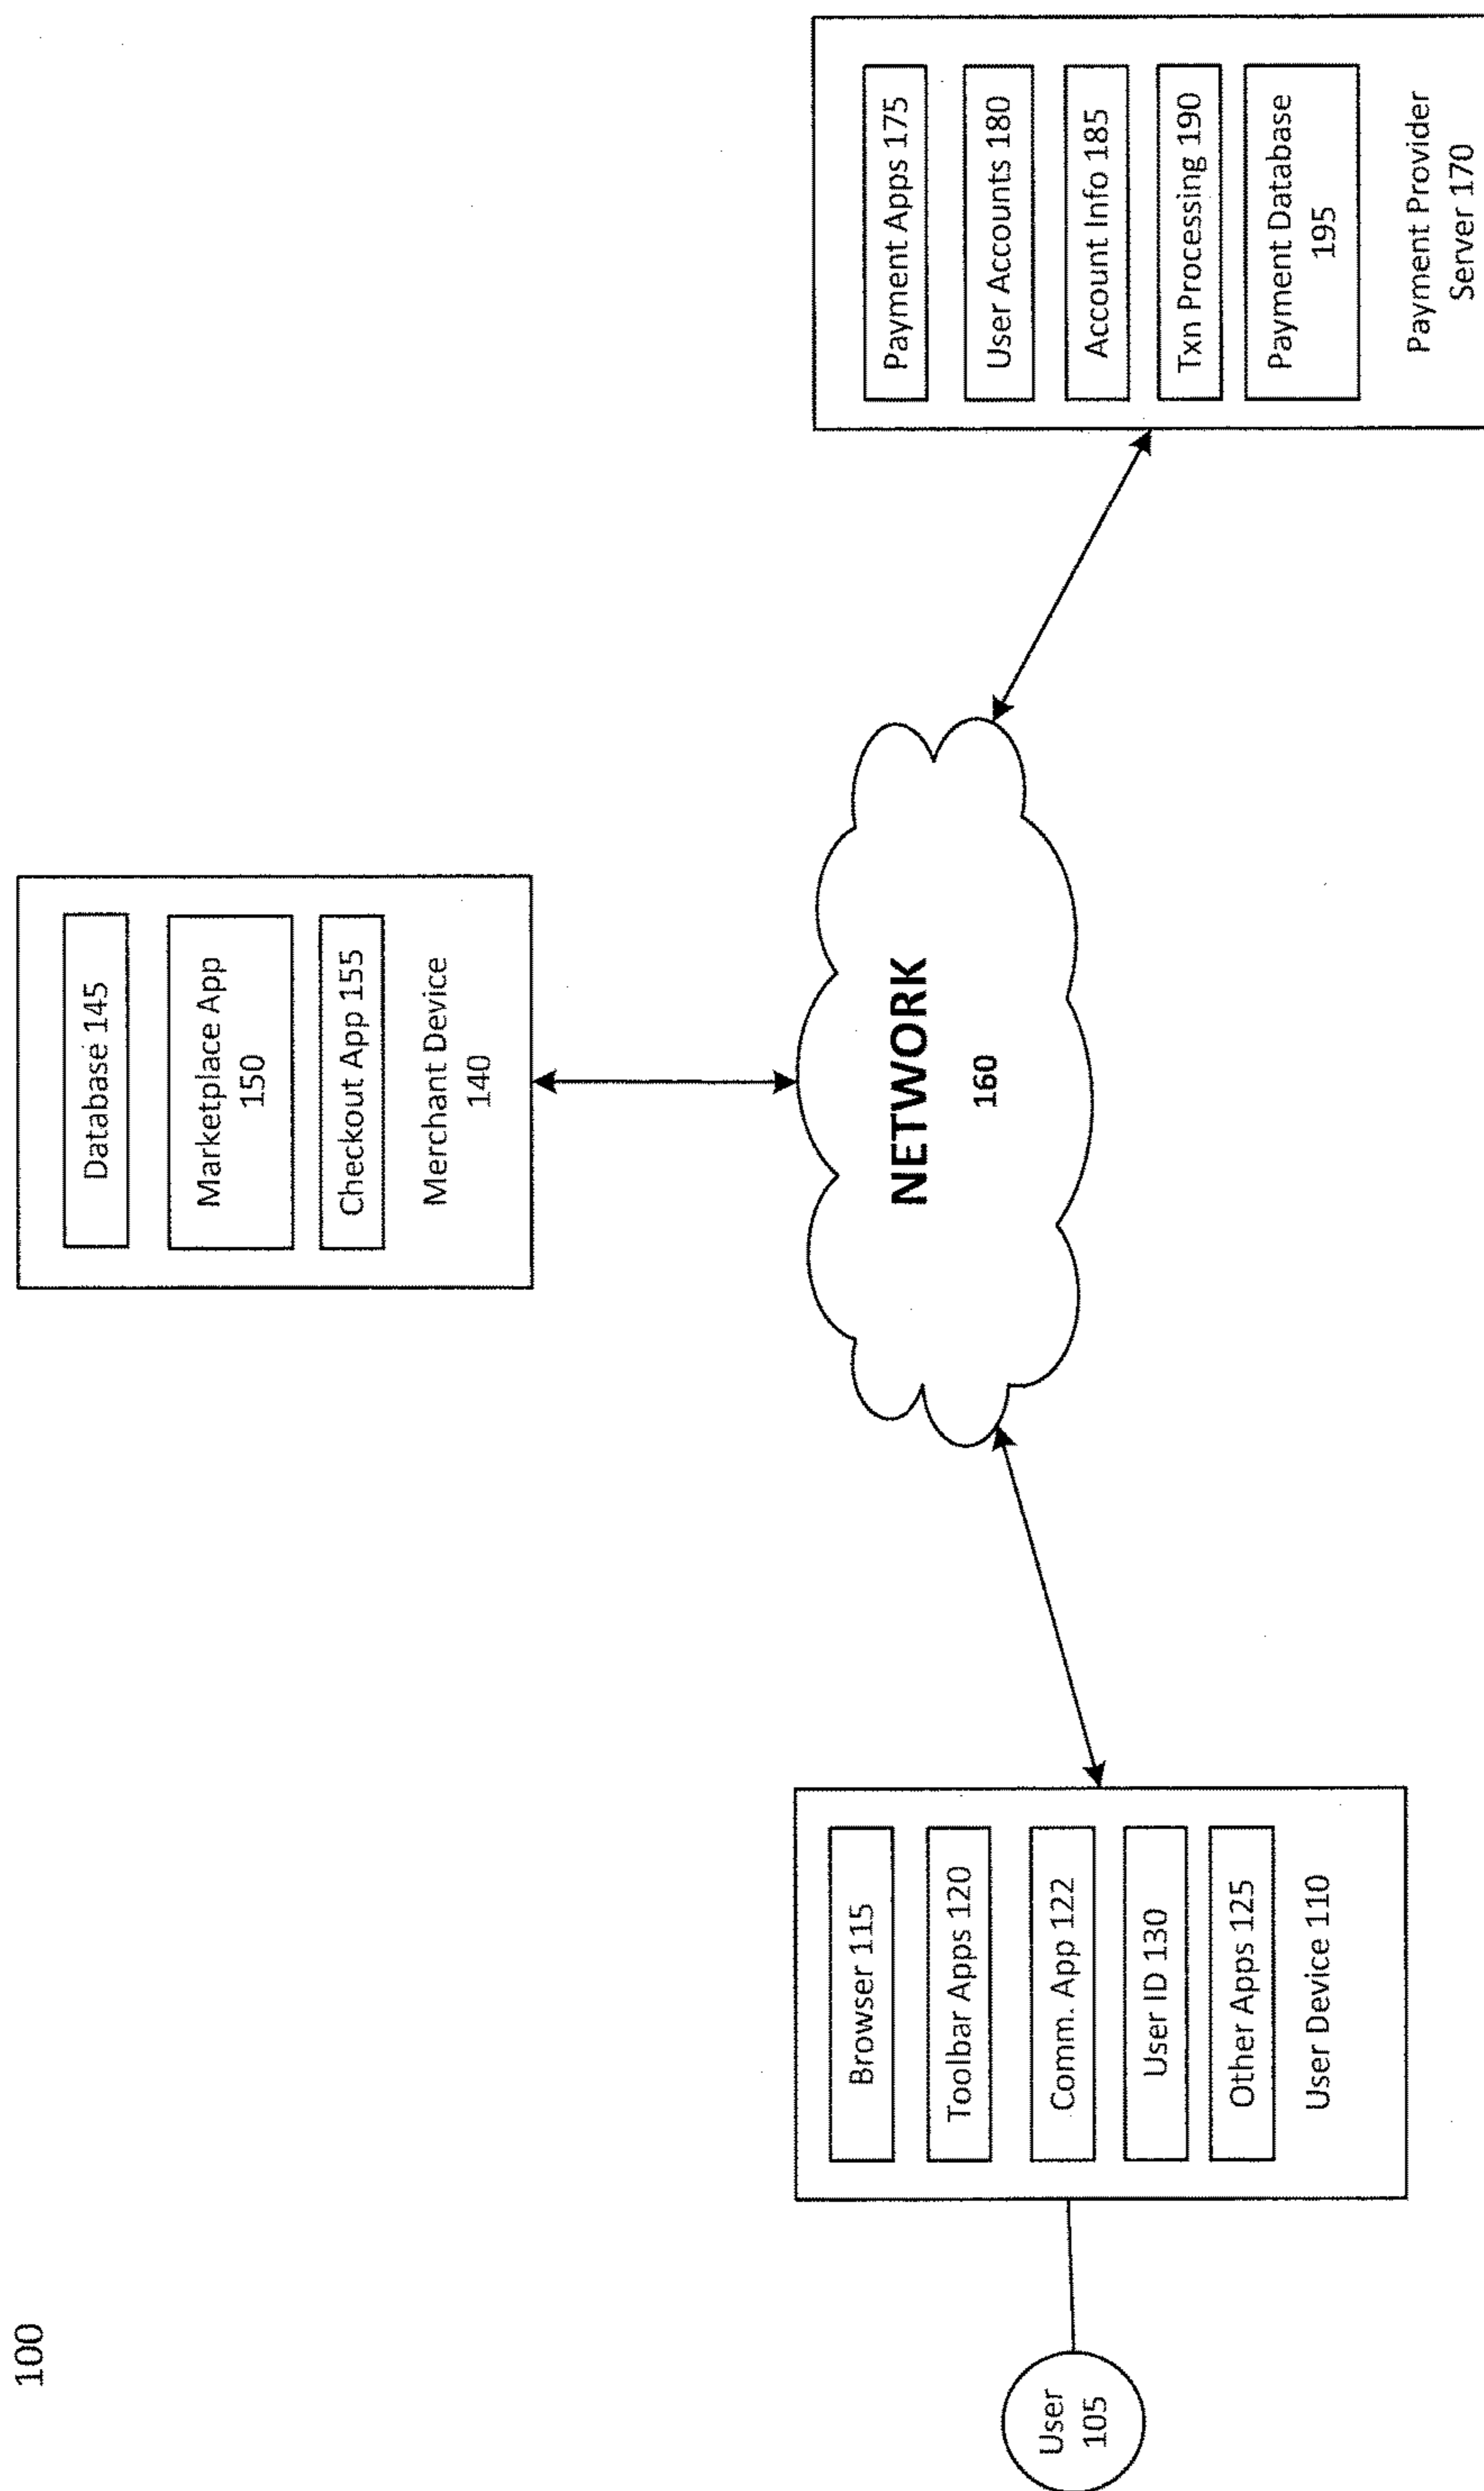 100
Database 145
Marketplace App
150
Checkout App 155
Merchant Device
140
NETWORK
160
User
105
Browser 115
Toolbar Apps 120
Comm. App 122
User ID 130
Other Apps 125
User Device 110
Payment Apps 175
User Accounts 180
Account Info 185
Txn Processing 190
Payment Database
195
Payment Provider
Server 170